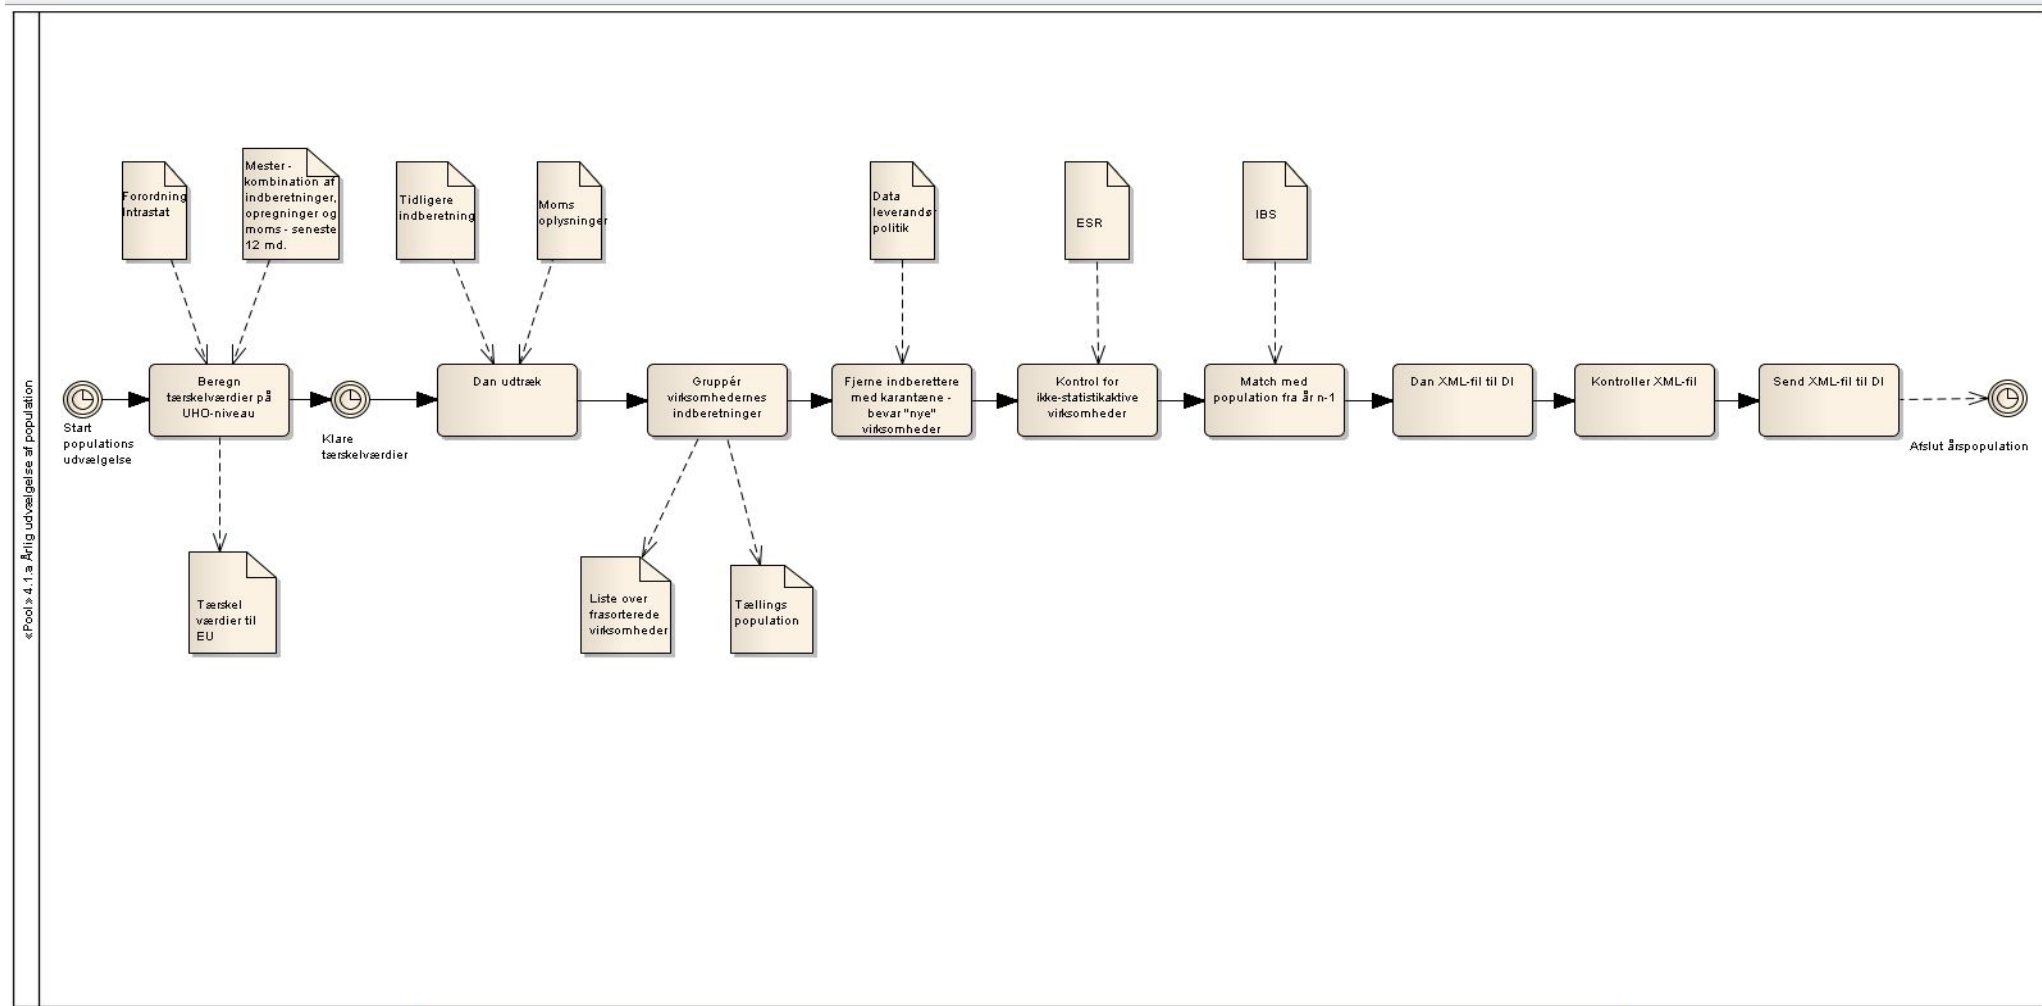 «Pool» 4.1.a Årlig udvælgelse af population
Forordning
Intrastat
Mester -
kombination af
indberetninger,
opregninger og
moms - seneste
12 md.
Tidligere
indberetning
Moms
oplysninger
Data
leverandør
politik
ESR
IBS
Start
populations
udvælgelse
Beregn
tærskelværdier på
UHO-niveau
Klare
tærskelværdier
Dan udtræk
Gruppér
virksomhedernes
indberetninger
Fjerne indberettere
med karantæne -
bevar "nye"
virksomheder
Kontrol for
ikke-statistikaktive
virksomheder
Match med
population fra år n-1
Dan XML-fil til DI
Kontroller XML-fil
Send XML-fil til DI
Afslut årspopulation
Tærskel
værdier til
EU
Liste over
frasorterede
virksomheder
Tællings
population